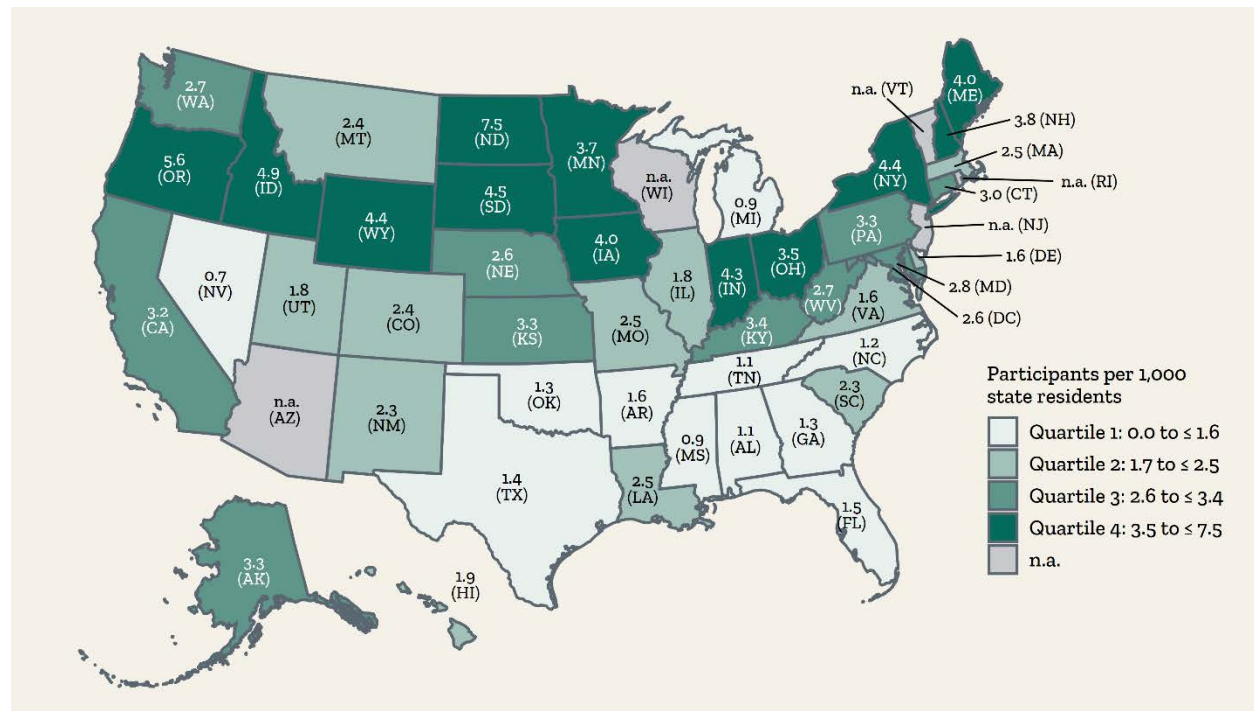 2.7
(WA)
5.6
(OR)
4.9
(ID)
2.4
(MT)
4.4
(WY)
7.5
(ND)
4.5
(SD)
3.7
(MN)
n.a.
(WI)
0.9
(MI)
4.0
(IA)
2.6
(NE)
0.7
(NV)
3.2
(CA)
1.8
(UT)
2.4
(CO)
3.3
(KS)
2.5
(MO)
1.8
(IL)
4.3
(IN)
3.5
(OH)
2.7
(WV)
1.6
(VA)
3.4
(KY)
3.3
(PA)
4.4
(NY)
4.0
(ME)
n.a. (VT)
3.8 (NH)
2.5 (MA)
n.a. (RI)
3.0 (CT)
n.a. (NJ)
1.6 (DE)
2.8 (MD)
2.6 (DC)
n.a.
(AZ)
2.3
(NM)
1.3
(OK)
1.6
(AR)
1.1
(TN)
1.2
(NC)
2.3
(SC)
1.4
(TX)
2.5
(LA)
0.9
(MS)
1.1
(AL)
1.3
(GA)
1.5
(FL)
3.3
(AK)
1.9
(HI)
Participants per 1,000
state residents
Quartile 1: 0.0 to ≤ 1.6
Quartile 2: 1.7 to ≤ 2.5
Quartile 3: 2.6 to ≤ 3.4
Quartile 4: 3.5 to ≤ 7.5
n.a.